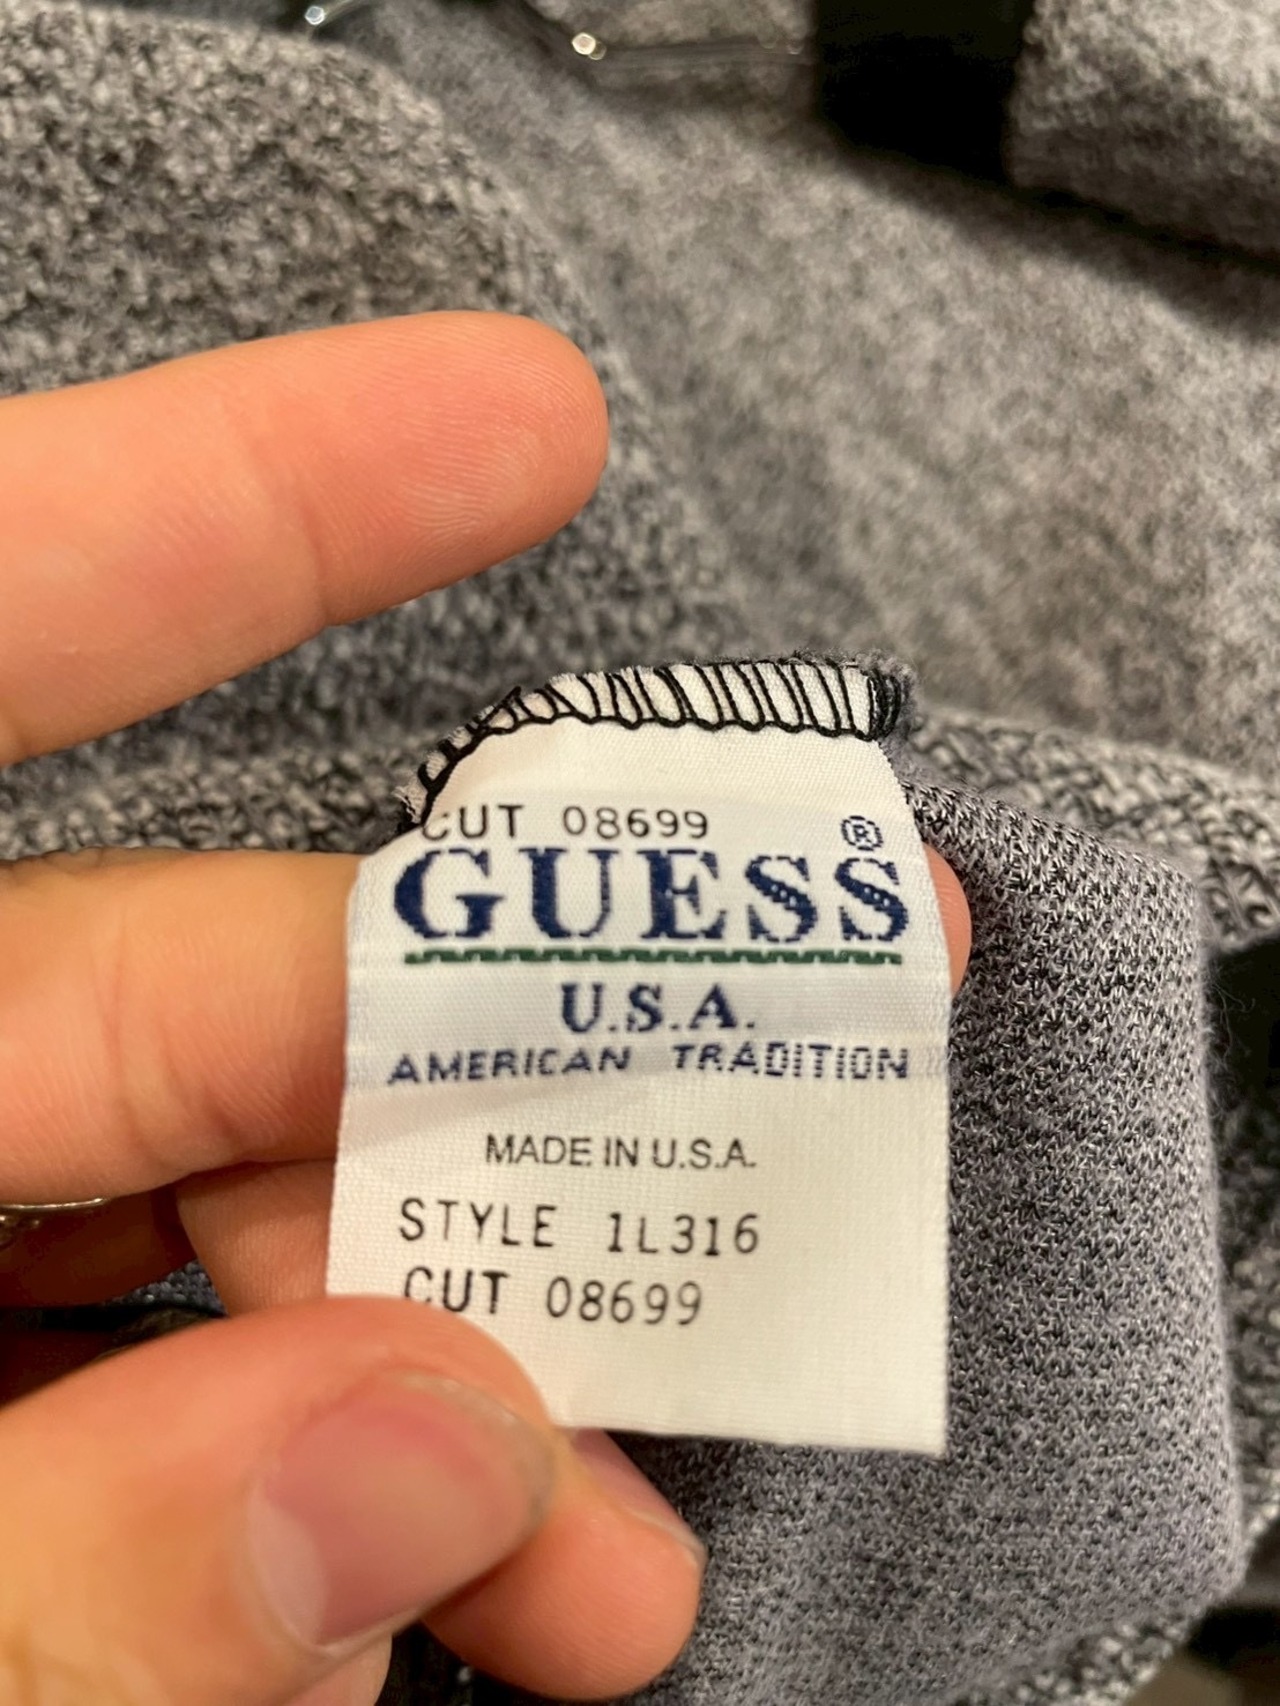 CUT 08699
GUESS®
U.S.A.
AMERICAN TRADITION
MADE IN U.S.A.
STYLE 1L316
CUT 08699